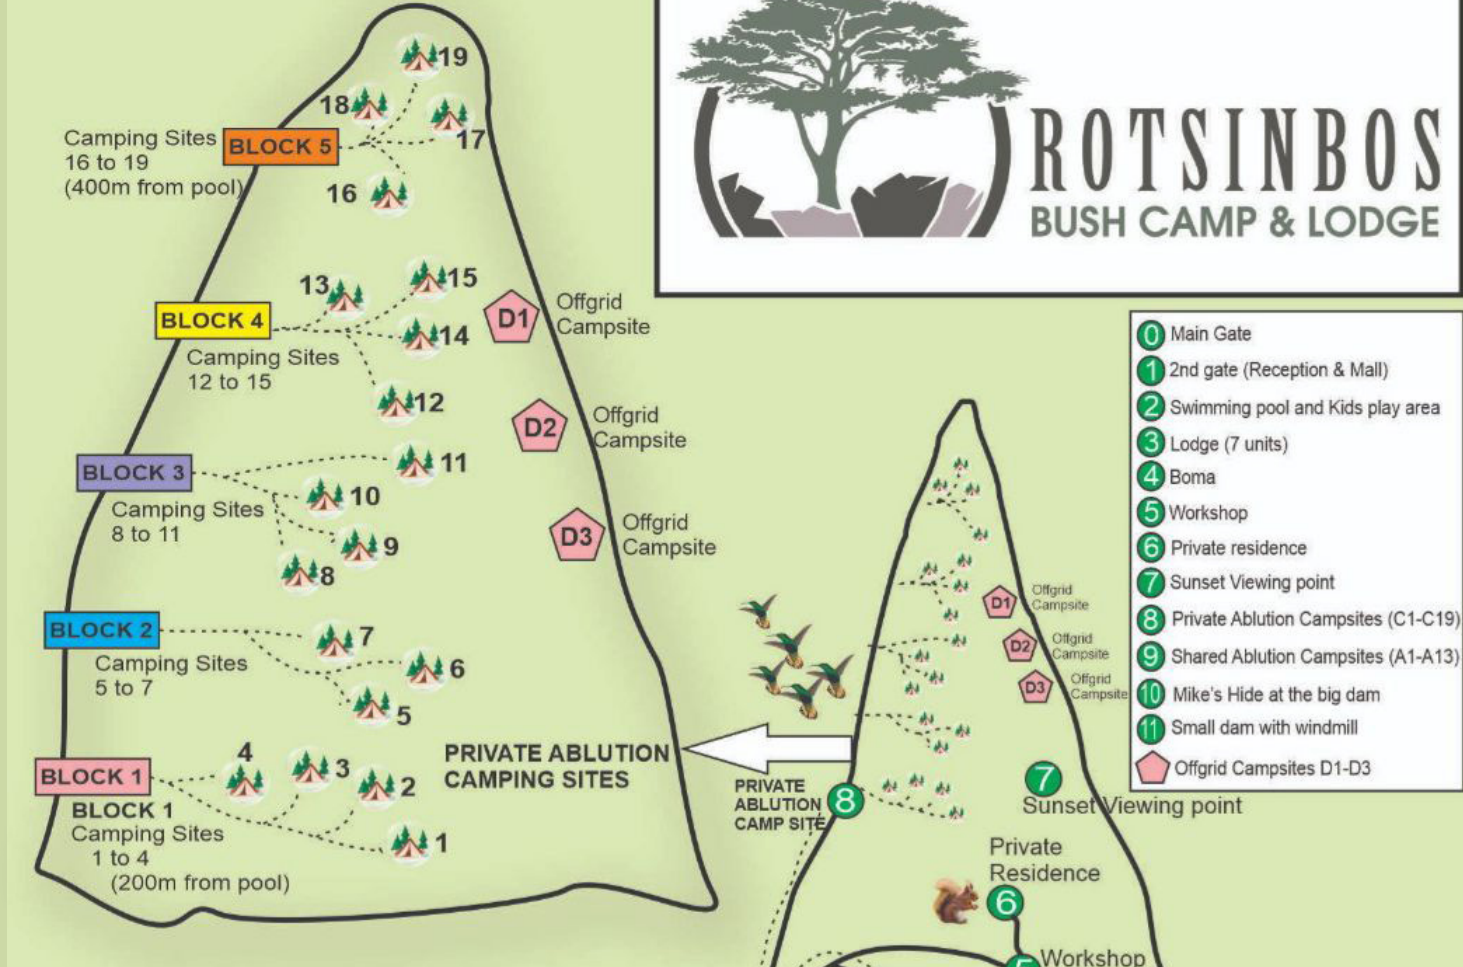 19
18
17
Camping Sites
16 to 19
(400m from pool)
BLOCK 5
16
13
15
BLOCK 4
14
Camping Sites
12 to 15
12
D1
Offgrid
Campsite
D2
Offgrid
Campsite
BLOCK 3
11
10
Camping Sites
8 to 11
9
8
D3
Offgrid
Campsite
BLOCK 2
7
Camping Sites
5 to 7
6
5
BLOCK 1
4
3
2
1
BLOCK 1
Camping Sites
1 to 4
(200m from pool)
PRIVATE ABLUTION
CAMPING SITES
ROTSINBOS
BUSH CAMP & LODGE
0 Main Gate
1 2nd gate (Reception & Mall)
2 Swimming pool and Kids play area
3 Lodge (7 units)
4 Boma
5 Workshop
6 Private residence
7 Sunset Viewing point
8 Private Ablution Campsites (C1-C19)
9 Shared Ablution Campsites (A1-A13)
10 Mike's Hide at the big dam
11 Small dam with windmill
Offgrid Campsites D1-D3
D1
Offgrid
Campsite
D2
Offgrid
Campsite
D3
Offgrid
Campsite
PRIVATE
ABLUTION
CAMP SITE
8
7
Sunset Viewing point
Private
Residence
6
5
Workshop